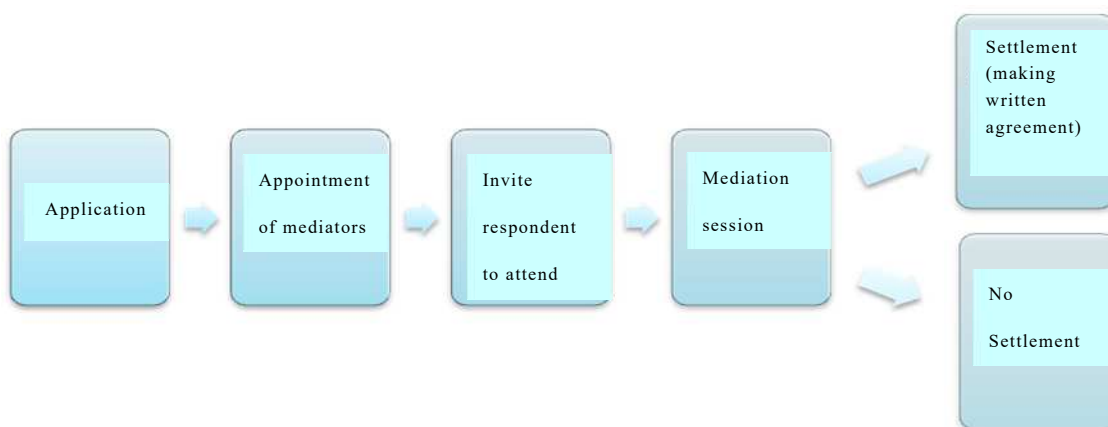 Application
Appointment
of mediators
Invite
respondent
to attend
Mediation
session
Settlement
(making
written
agreement)
No
Settlement